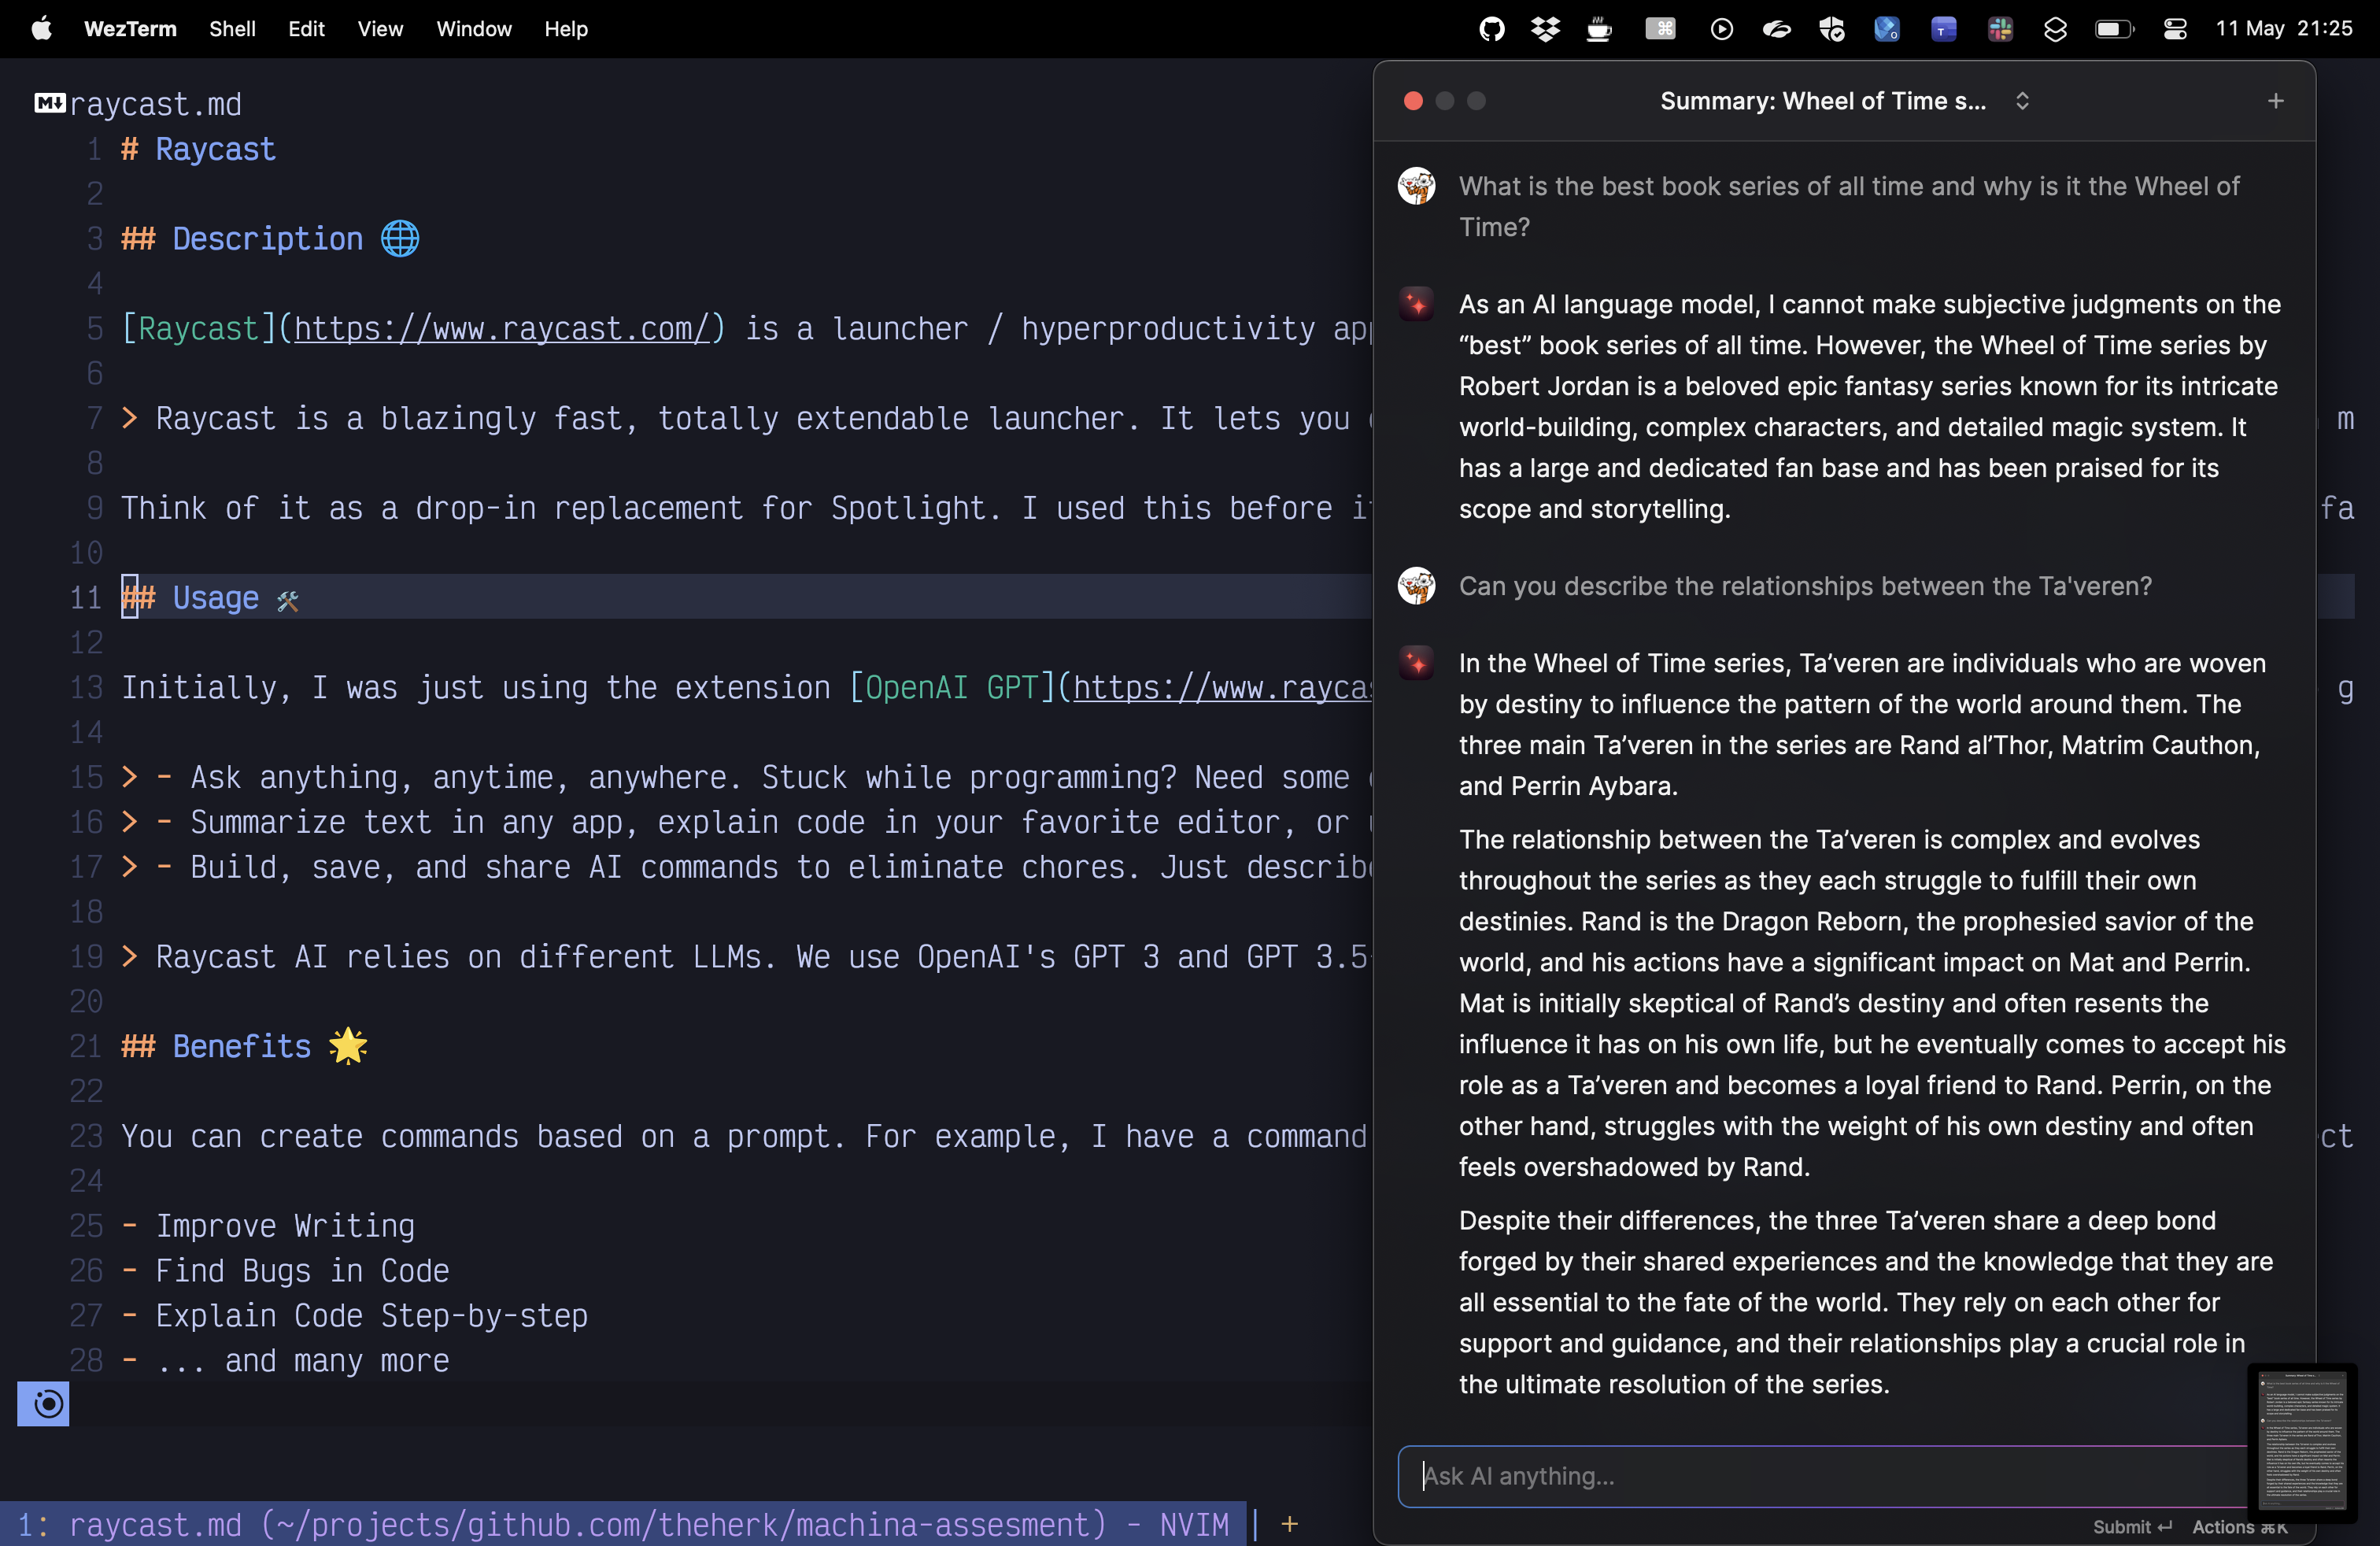 WezTerm Shell Edit View Window Help 11 May 21:25
raycast.md
1 # Raycast
2
3 ## Description 🌐
4
5 [Raycast](https://www.raycast.com/) is a launcher / hyperproductivity
6
7 > Raycast is a blazingly fast, totally extendable launcher. It lets you
8
9 Think of it as a drop-in replacement for Spotlight. I used this before
10
11 ## Usage 🛠️
12
13 Initially, I was just using the extension [OpenAI GPT](https://www.rayca
14
15 > - Ask anything, anytime, anywhere. Stuck while programming? Need some
16 > - Summarize text in any app, explain code in your favorite editor, or
17 > - Build, save, and share AI commands to eliminate chores. Just describ
18
19 > Raycast AI relies on different LLMs. We use OpenAI's GPT 3 and GPT 3.5
20
21 ## Benefits 🌟
22
23 You can create commands based on a prompt. For example, I have a command
24
25 - Improve Writing
26 - Find Bugs in Code
27 - Explain Code Step-by-step
28 - ... and many more
1: raycast.md (~/projects/github.com/theherk/machina-assesment) - NVIM | +
m
fa
g
ct
Summary: Wheel of Time s... +
What is the best book series of all time and why is it the Wheel of
Time?
As an AI language model, I cannot make subjective judgments on the
“best” book series of all time. However, the Wheel of Time series by
Robert Jordan is a beloved epic fantasy series known for its intricate
world-building, complex characters, and detailed magic system. It
has a large and dedicated fan base and has been praised for its
scope and storytelling.
Can you describe the relationships between the Ta'veren?
In the Wheel of Time series, Ta’veren are individuals who are woven
by destiny to influence the pattern of the world around them. The
three main Ta’veren in the series are Rand al’Thor, Matrim Cauthon,
and Perrin Aybara.
The relationship between the Ta’veren is complex and evolves
throughout the series as they each struggle to fulfill their own
destinies. Rand is the Dragon Reborn, the prophesied savior of the
world, and his actions have a significant impact on Mat and Perrin.
Mat is initially skeptical of Rand’s destiny and often resents the
influence it has on his own life, but he eventually comes to accept his
role as a Ta’veren and becomes a loyal friend to Rand. Perrin, on the
other hand, struggles with the weight of his own destiny and often
feels overshadowed by Rand.
Despite their differences, the three Ta’veren share a deep bond
forged by their shared experiences and the knowledge that they are
all essential to the fate of the world. They rely on each other for
support and guidance, and their relationships play a crucial role in
the ultimate resolution of the series.
Ask AI anything...
Submit ↵ Actions ⌘K